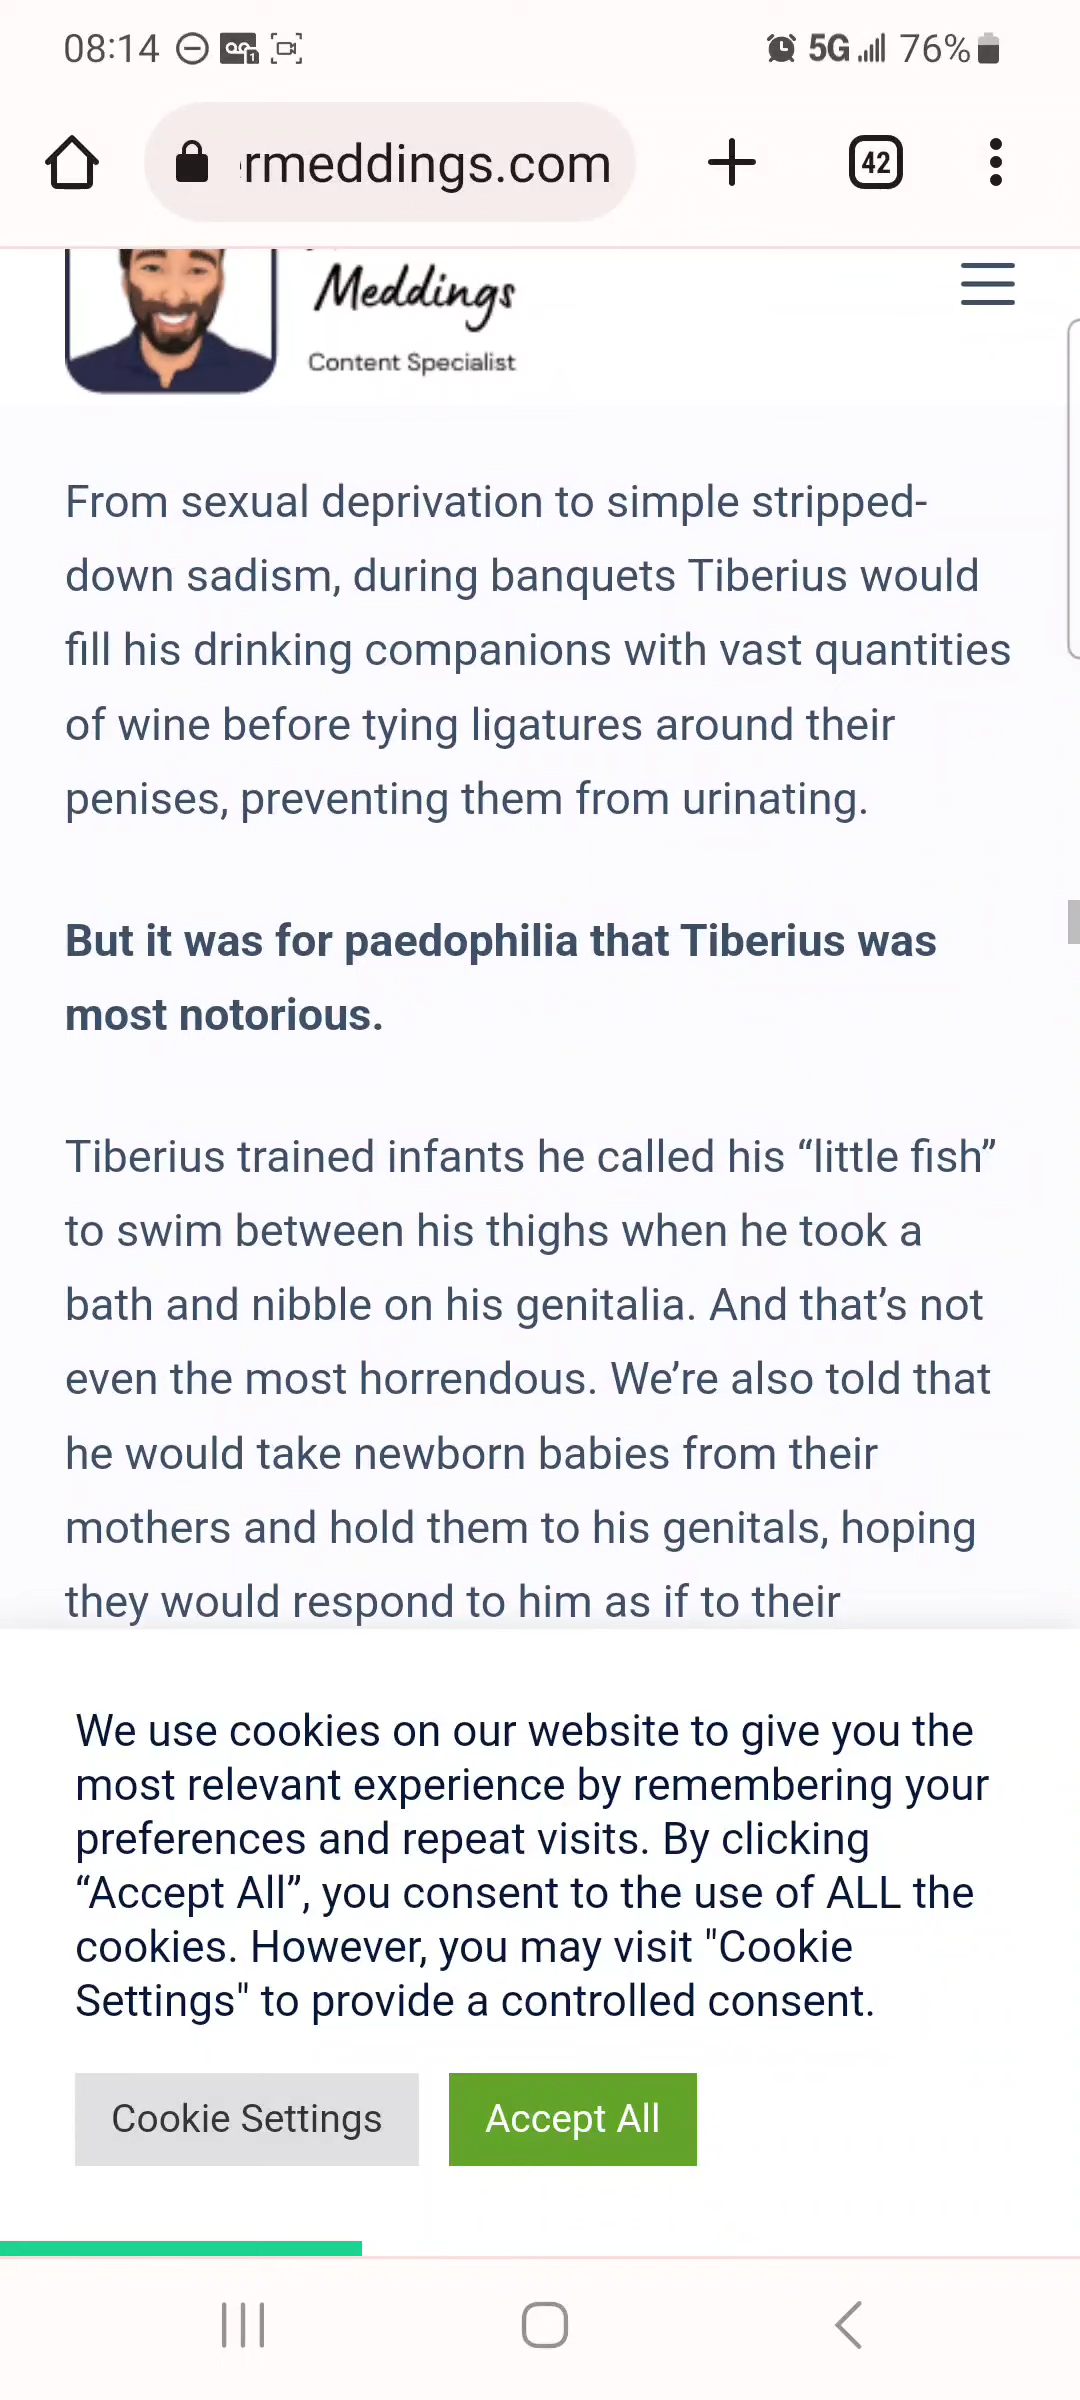 08:14
5G 76%
rmeddings.com
42
Meddings
Content Specialist
From sexual deprivation to simple stripped-
down sadism, during banquets Tiberius would
fill his drinking companions with vast quantities
of wine before tying ligatures around their
penises, preventing them from urinating.
But it was for paedophilia that Tiberius was
most notorious.
Tiberius trained infants he called his “little fish”
to swim between his thighs when he took a
bath and nibble on his genitalia. And that’s not
even the most horrendous. We’re also told that
he would take newborn babies from their
mothers and hold them to his genitals, hoping
they would respond to him as if to their
We use cookies on our website to give you the
most relevant experience by remembering your
preferences and repeat visits. By clicking
“Accept All”, you consent to the use of ALL the
cookies. However, you may visit "Cookie
Settings" to provide a controlled consent.
Cookie Settings
Accept All